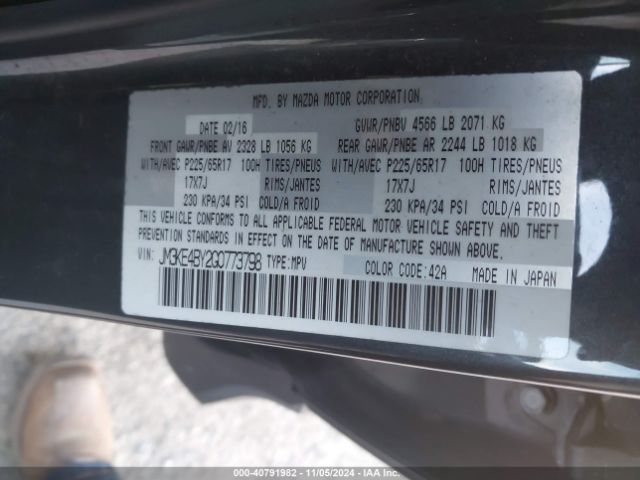 MFD. BY MAZDA MOTOR CORPORATION.
DATE 02/16 GVWR/PNBV 4566 LB 2071 KG
FRONT GAWR/PNBE AV 2328 LB 1056 KG REAR GAWR/PNBE AR 2244 LB 1018 KG
WITH/AVEC P225/65R17 100H TIRES/PNEUS WITH/AVEC P225/65R17 100H TIRES/PNEUS
17X7J RIMS/JANTES 17X7J RIMS/JANTES
230 KPA/34 PSI COLD/A FROID 230 KPA/34 PSI COLD/A FROID
THIS VEHICLE CONFORMS TO ALL APPLICABLE FEDERAL MOTOR VEHICLE SAFETY AND THEFT
PREVENTION STANDARDS IN EFFECT ON THE DATE OF MANUFACTURE SHOWN ABOVE.
VIN: JM3KE4BY2G0773798 TYPE:MPV COLOR CODE:42A MADE IN JAPAN
000-40791982 - 11/05/2024 - IAA Inc.